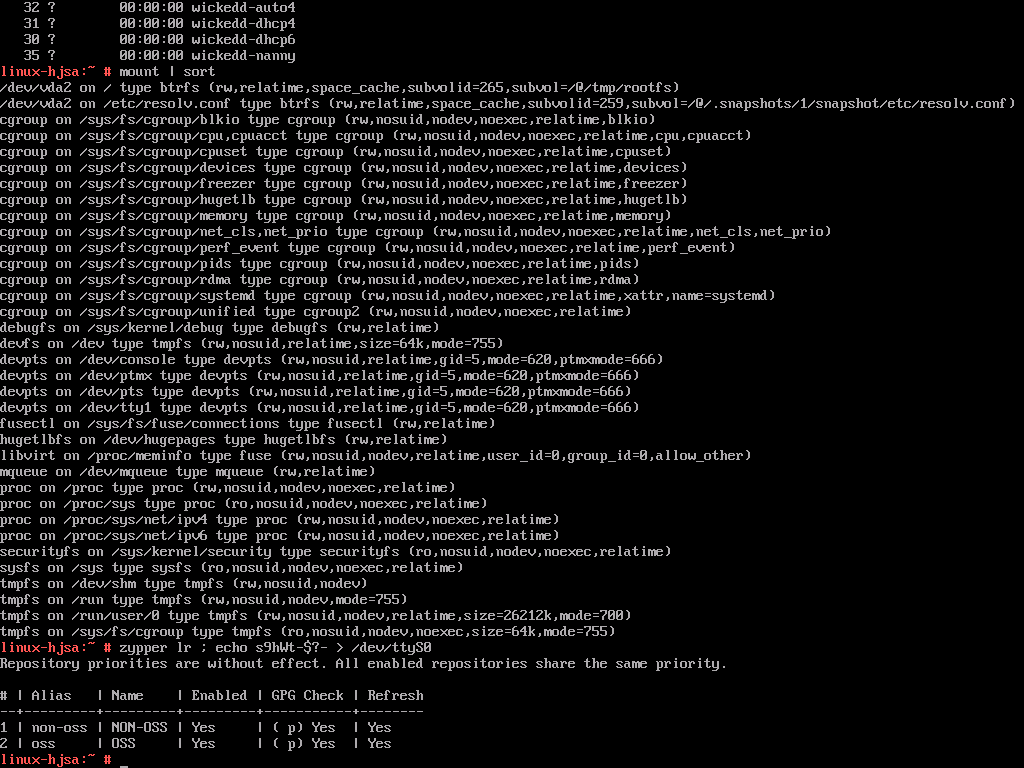 32 ?        00:00:00 wickedd-auto4
   31 ?        00:00:00 wickedd-dhcp4
   30 ?        00:00:00 wickedd-dhcp6
   35 ?        00:00:00 wickedd-nanny
linux-hjsa:~ # mount | sort
/dev/vda2 on / type btrfs (rw,relatime,space_cache,subvolid=265,subvol=/@/tmp/rootfs)
/dev/vda2 on /etc/resolv.conf type btrfs (rw,relatime,space_cache,subvolid=259,subvol=/@/.snapshots/1/snapshot/etc/resolv.conf)
cgroup on /sys/fs/cgroup/blkio type cgroup (rw,nosuid,nodev,noexec,relatime,blkio)
cgroup on /sys/fs/cgroup/cpu,cpuacct type cgroup (rw,nosuid,nodev,noexec,relatime,cpu,cpuacct)
cgroup on /sys/fs/cgroup/cpuset type cgroup (rw,nosuid,nodev,noexec,relatime,cpuset)
cgroup on /sys/fs/cgroup/devices type cgroup (rw,nosuid,nodev,noexec,relatime,devices)
cgroup on /sys/fs/cgroup/freezer type cgroup (rw,nosuid,nodev,noexec,relatime,freezer)
cgroup on /sys/fs/cgroup/hugetlb type cgroup (rw,nosuid,nodev,noexec,relatime,hugetlb)
cgroup on /sys/fs/cgroup/memory type cgroup (rw,nosuid,nodev,noexec,relatime,memory)
cgroup on /sys/fs/cgroup/net_cls,net_prio type cgroup (rw,nosuid,nodev,noexec,relatime,net_cls,net_prio)
cgroup on /sys/fs/cgroup/perf_event type cgroup (rw,nosuid,nodev,noexec,relatime,perf_event)
cgroup on /sys/fs/cgroup/pids type cgroup (rw,nosuid,nodev,noexec,relatime,pids)
cgroup on /sys/fs/cgroup/rdma type cgroup (rw,nosuid,nodev,noexec,relatime,rdma)
cgroup on /sys/fs/cgroup/systemd type cgroup (rw,nosuid,nodev,noexec,relatime,xattr,name=systemd)
cgroup on /sys/fs/cgroup/unified type cgroup2 (rw,nosuid,nodev,noexec,relatime)
debugfs on /sys/kernel/debug type debugfs (rw,relatime)
devfs on /dev type tmpfs (rw,nosuid,relatime,size=64k,mode=755)
devpts on /dev/console type devpts (rw,nosuid,relatime,gid=5,mode=620,ptmxmode=666)
devpts on /dev/ptmx type devpts (rw,nosuid,relatime,gid=5,mode=620,ptmxmode=666)
devpts on /dev/pts type devpts (rw,nosuid,relatime,gid=5,mode=620,ptmxmode=666)
devpts on /dev/tty1 type devpts (rw,nosuid,relatime,gid=5,mode=620,ptmxmode=666)
fusectl on /sys/fs/fuse/connections type fusectl (rw,relatime)
hugetlbfs on /dev/hugepages type hugetlbfs (rw,relatime)
libvirt on /proc/meminfo type fuse (rw,nosuid,nodev,relatime,user_id=0,group_id=0,allow_other)
mqueue on /dev/mqueue type mqueue (rw,relatime)
proc on /proc type proc (rw,nosuid,nodev,noexec,relatime)
proc on /proc/sys type proc (ro,nosuid,nodev,noexec,relatime)
proc on /proc/sys/net/ipv4 type proc (rw,nosuid,nodev,noexec,relatime)
proc on /proc/sys/net/ipv6 type proc (rw,nosuid,nodev,noexec,relatime)
securityfs on /sys/kernel/security type securityfs (ro,nosuid,nodev,noexec,relatime)
sysfs on /sys type sysfs (ro,nosuid,nodev,noexec,relatime)
tmpfs on /dev/shm type tmpfs (rw,nosuid,nodev)
tmpfs on /run type tmpfs (rw,nosuid,nodev,mode=755)
tmpfs on /run/user/0 type tmpfs (rw,nosuid,nodev,relatime,size=26212k,mode=700)
tmpfs on /sys/fs/cgroup type tmpfs (ro,nosuid,nodev,noexec,size=64k,mode=755)
linux-hjsa:~ # zypper lr ; echo s9hWt-$?- > /dev/ttyS0
Repository priorities are without effect. All enabled repositories share the same priority.

# | Alias   | Name    | Enabled | GPG Check | Refresh
--+---------+---------+---------+-----------+--------
1 | non-oss | NON-OSS | Yes     | ( p) Yes  | Yes
2 | oss     | OSS     | Yes     | ( p) Yes  | Yes
linux-hjsa:~ # _